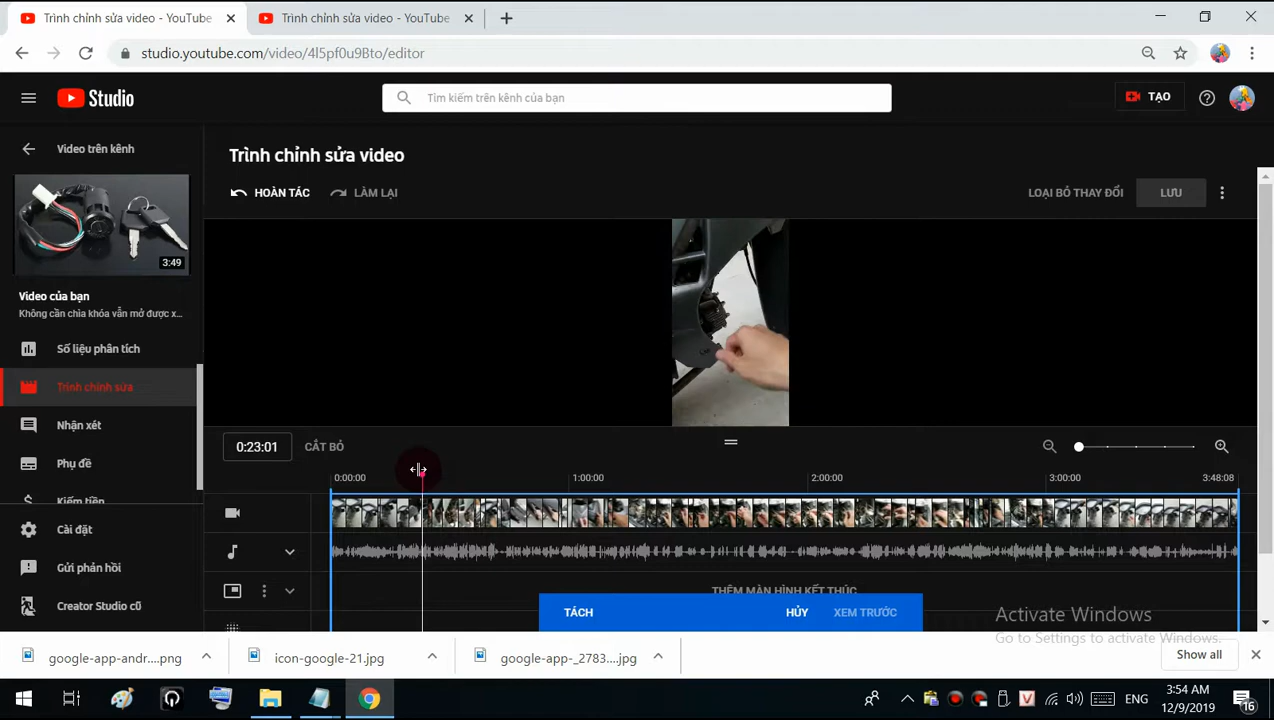 Trình chỉnh sửa video - YouTube
Trình chỉnh sửa video - YouTube
studio.youtube.com/video/4l5pf0u9Bto/editor
Studio
Tìm kiếm trên kênh của bạn
TẠO
Video trên kênh
3:49
Video của bạn
Không cần chìa khóa vẫn mở được x...
Số liệu phân tích
Trình chỉnh sửa
Nhận xét
Phụ đề
Kiếm tiền
Cài đặt
Gửi phản hồi
Creator Studio cũ
Trình chỉnh sửa video
HOÀN TÁC
LÀM LẠI
LOẠI BỎ THAY ĐỔI
LƯU
0:23:01
CẮT BỎ
0:00:00
1:00:00
2:00:00
3:00:00
3:48:08
THÊM MÀN HÌNH KẾT THÚC
TÁCH
HỦY
XEM TRƯỚC
Activate Windows
Go to Settings to activate Windows.
google-app-andr....png
icon-google-21.jpg
google-app-_2783....jpg
Show all
ENG
3:54 AM
12/9/2019
16